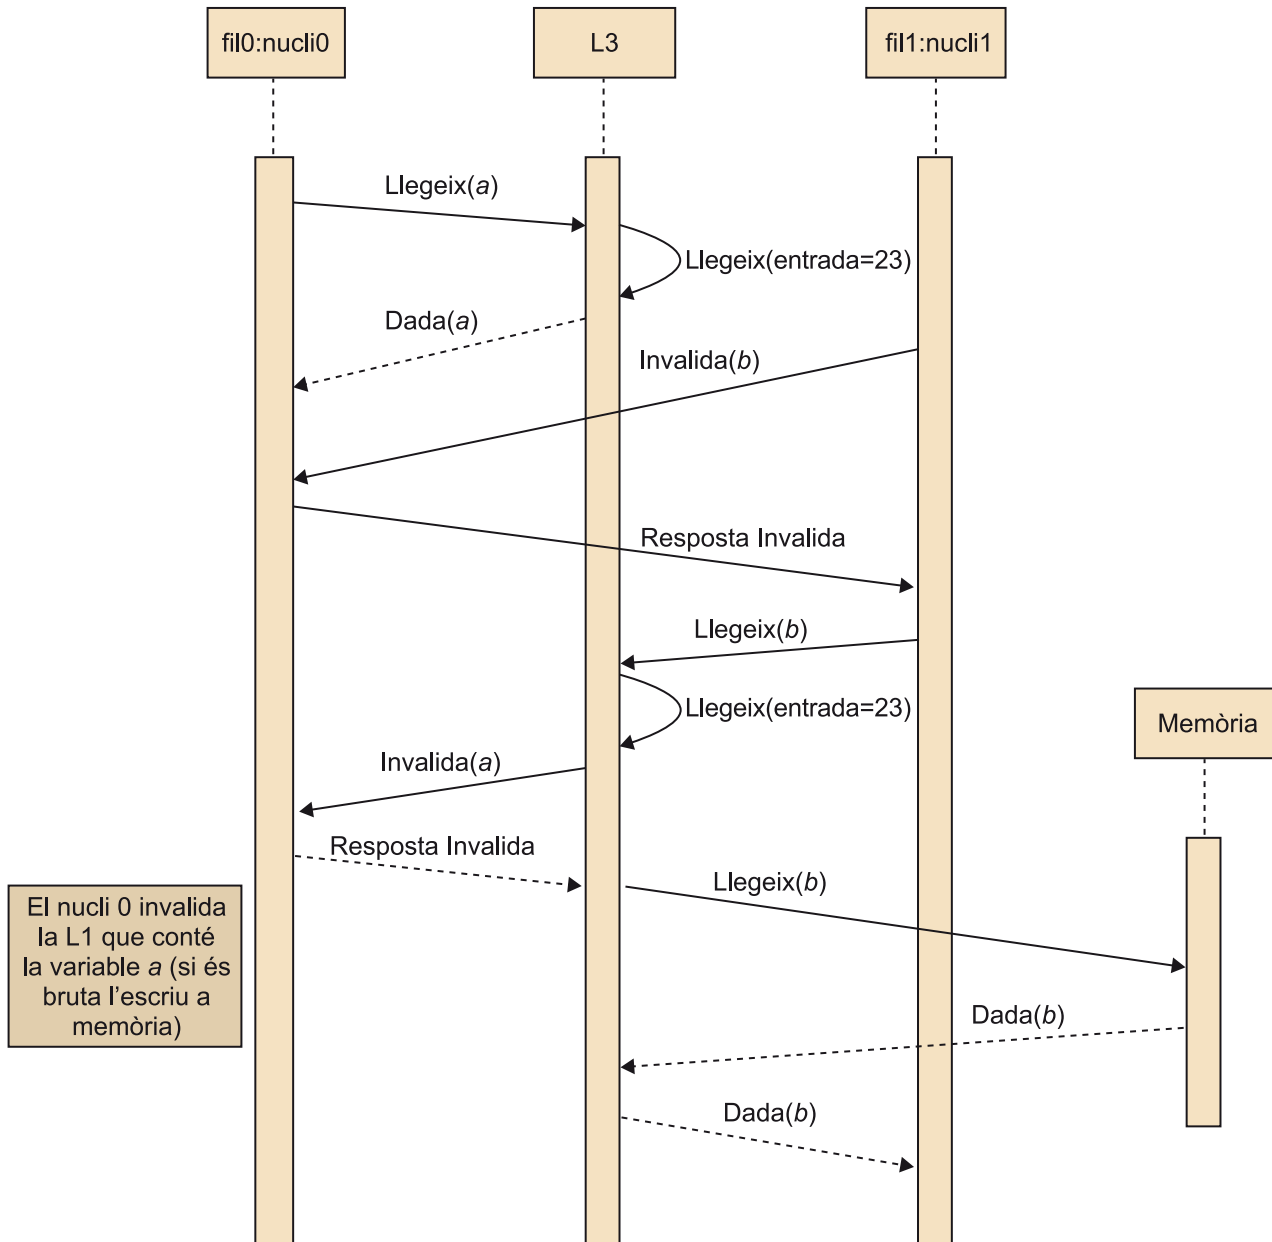 fil0:nucli0
L3
fil1:nucli1
Llegeix(a)
Llegeix(entrada=23)
Dada(a)
Invalida(b)
Resposta Invalida
Llegeix(b)
Llegeix(entrada=23)
Memòria
Invalida(a)
Resposta Invalida
Llegeix(b)
El nucli 0 invalida
la L1 que conté
la variable a (si és
bruta l'escriu a
memòria)
Dada(b)
Dada(b)